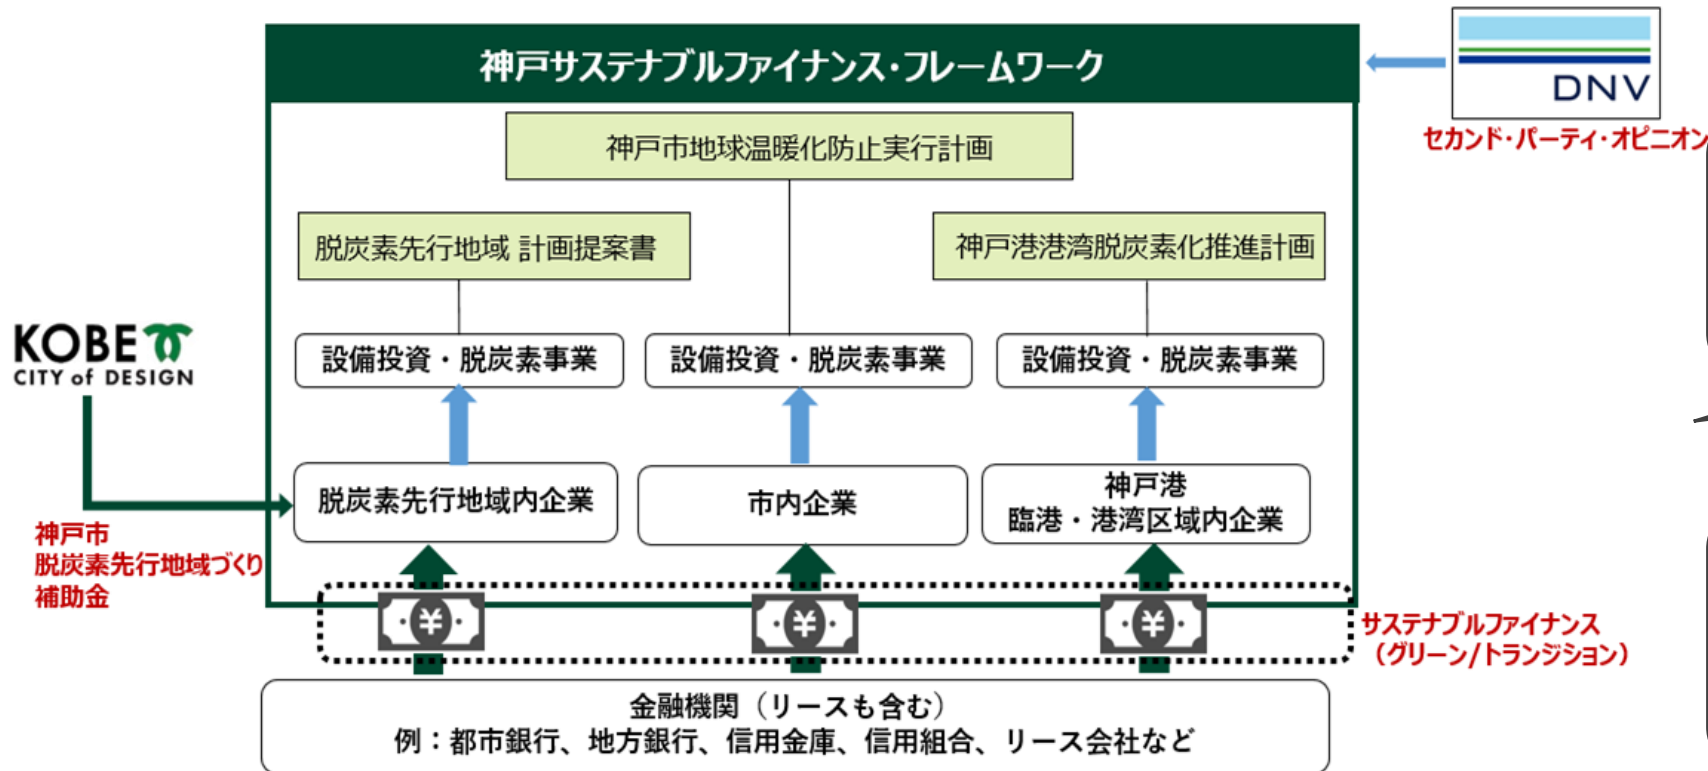 神戸サステナブルファイナンス・フレームワーク
DNV
セカンド・パーティ・オピニオン
神戸市地球温暖化防止実行計画
脱炭素先行地域 計画提案書
神戸港港湾脱炭素化推進計画
KOBE
CITY of DESIGN
設備投資・脱炭素事業
設備投資・脱炭素事業
設備投資・脱炭素事業
脱炭素先行地域内企業
市内企業
神戸港
臨港・港湾区域内企業
神戸市
脱炭素先行地域づくり
補助金
¥
¥
¥
サステナブルファイナンス
（グリーン/トランジション）
金融機関（リースも含む）
例：都市銀行、地方銀行、信用金庫、信用組合、リース会社など